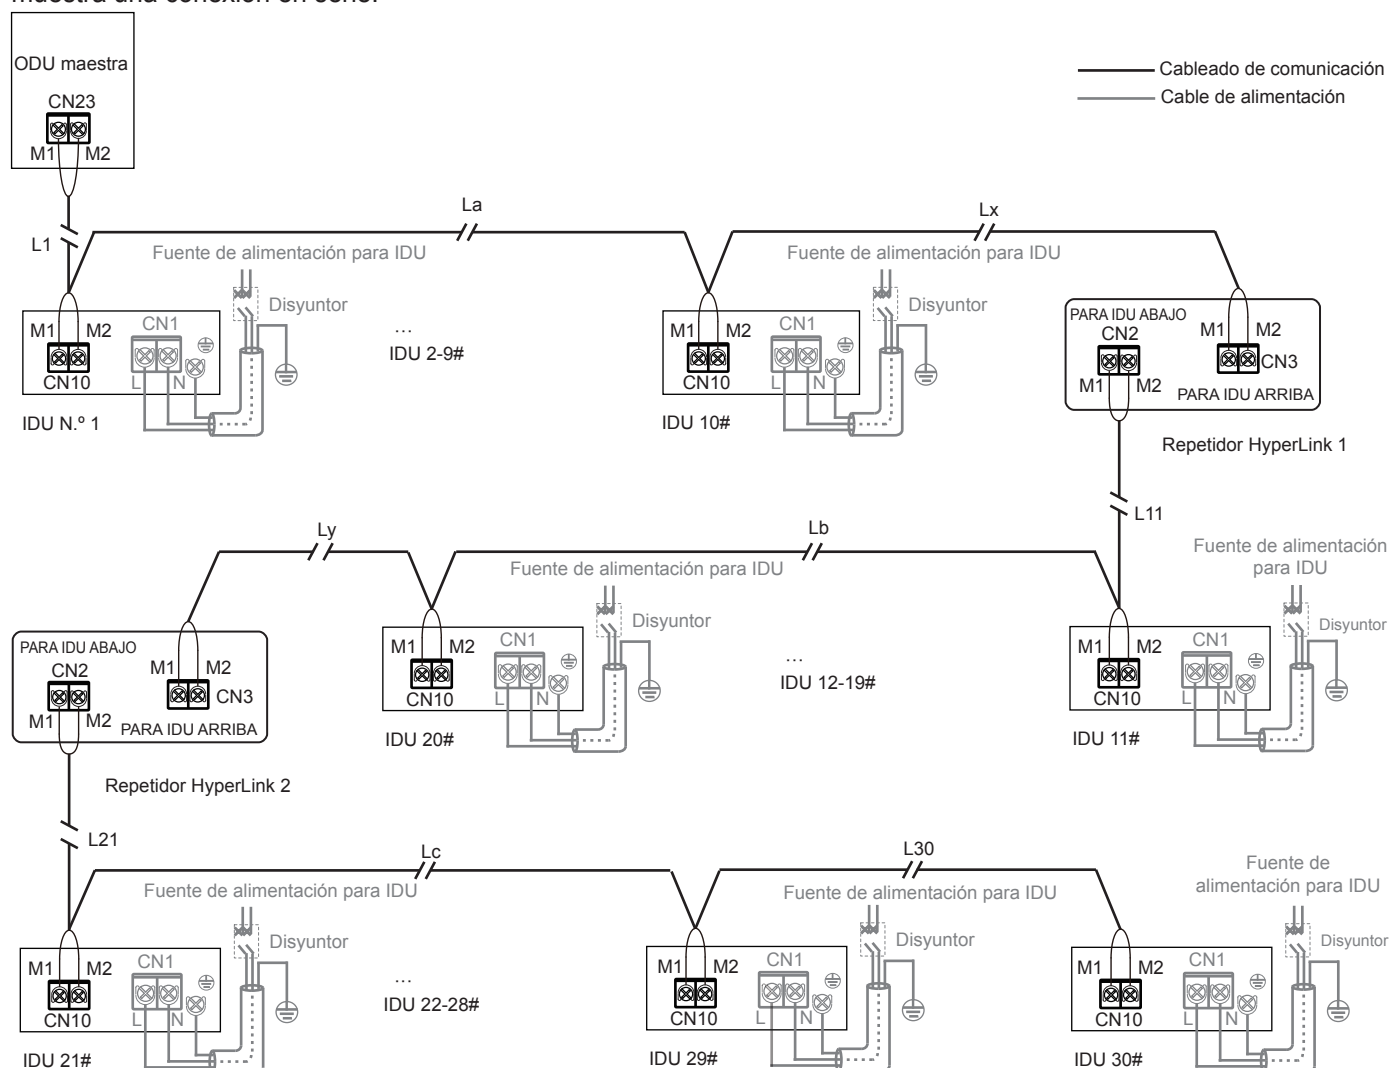 ODU maestra
CN23
M1 M2
Cableado de comunicación
Cable de alimentación
L1
La
Lx
Fuente de alimentación para IDU
Disyuntor
M1 M2
CN1
CN10
L N
IDU N.º 1
...
IDU 2-9#
Fuente de alimentación para IDU
Disyuntor
M1 M2
CN1
CN10
L N
IDU 10#
PARA IDU ABAJO
CN2
M1 M2
M1 M2
CN3
PARA IDU ARRIBA
Repetidor HyperLink 1
L11
Ly
Lb
PARA IDU ABAJO
CN2
M1 M2
M1 M2
CN3
PARA IDU ARRIBA
Repetidor HyperLink 2
Fuente de alimentación para IDU
Disyuntor
M1 M2
CN1
CN10
L N
IDU 20#
...
IDU 12-19#
Fuente de alimentación
para IDU
Disyuntor
M1 M2
CN1
CN10
L N
IDU 11#
L21
Lc
L30
Fuente de alimentación para IDU
Disyuntor
M1 M2
CN1
CN10
L N
IDU 21#
...
IDU 22-28#
Fuente de alimentación para IDU
Disyuntor
M1 M2
CN1
CN10
L N
IDU 29#
Fuente de
alimentación para IDU
Disyuntor
M1 M2
CN1
CN10
L N
IDU 30#